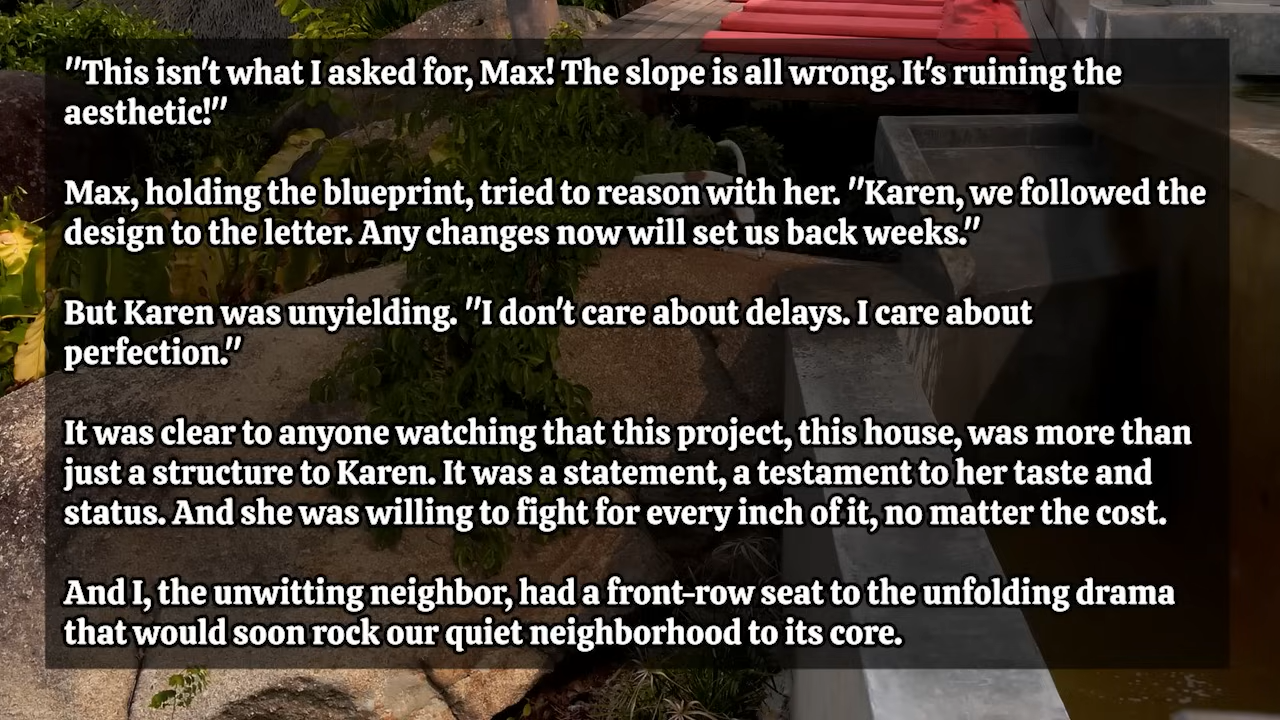 "This isn't what I asked for, Max! The slope is all wrong. It's ruining the
aesthetic!"
Max, holding the blueprint, tried to reason with her. "Karen, we followed the
design to the letter. Any changes now will set us back weeks."
But Karen was unyielding. "I don't care about delays. I care about
perfection."
It was clear to anyone watching that this project, this house, was more than
just a structure to Karen. It was a statement, a testament to her taste and
status. And she was willing to fight for every inch of it, no matter the cost.
And I, the unwitting neighbor, had a front-row seat to the unfolding drama
that would soon rock our quiet neighborhood to its core.